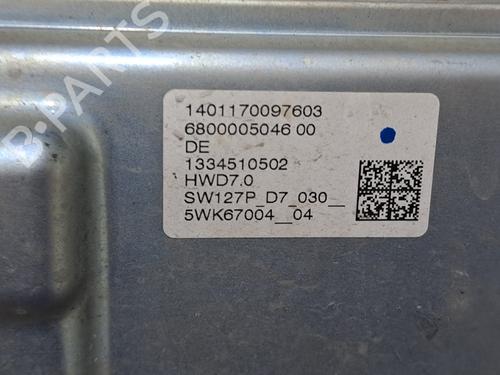 B-PARTS
1401170097603
6800005046 00
DE
1334510502
HWD7.0
SW127P_D7_030__
5WK67004__04